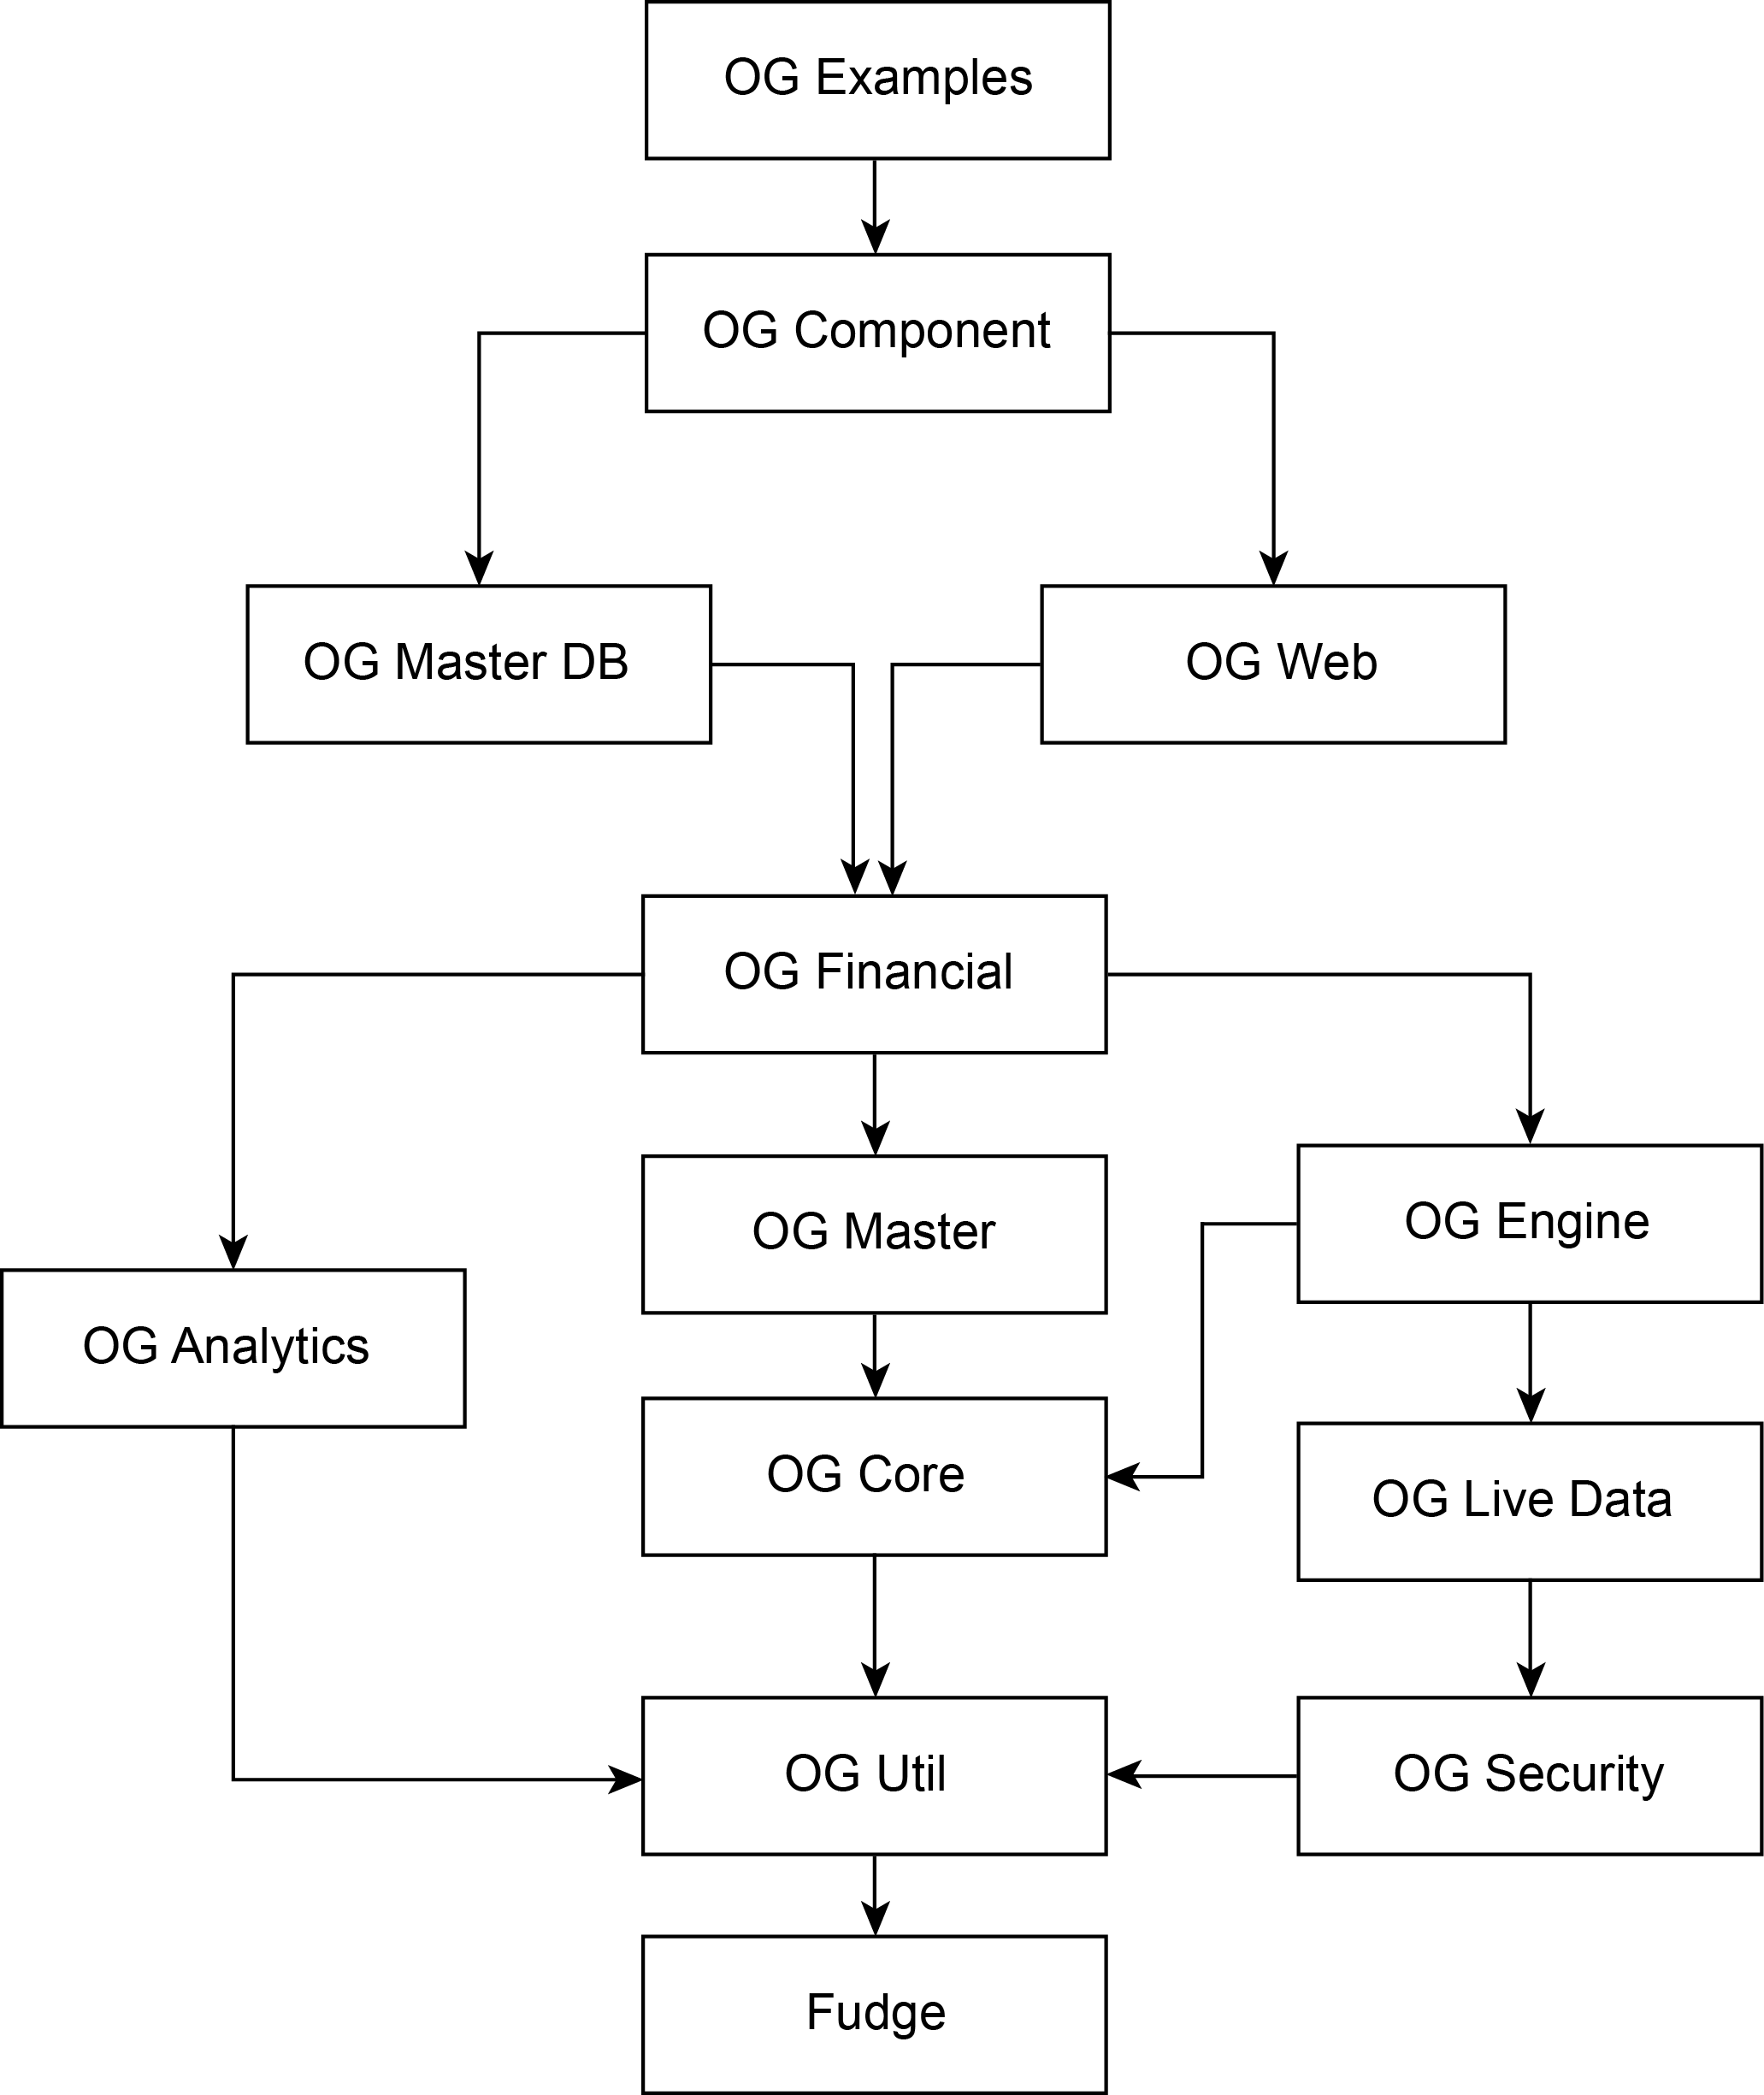 OG Examples
OG Component
OG Master DB
OG Web
OG Financial
OG Master
OG Engine
OG Analytics
OG Core
OG Live Data
OG Util
OG Security
Fudge